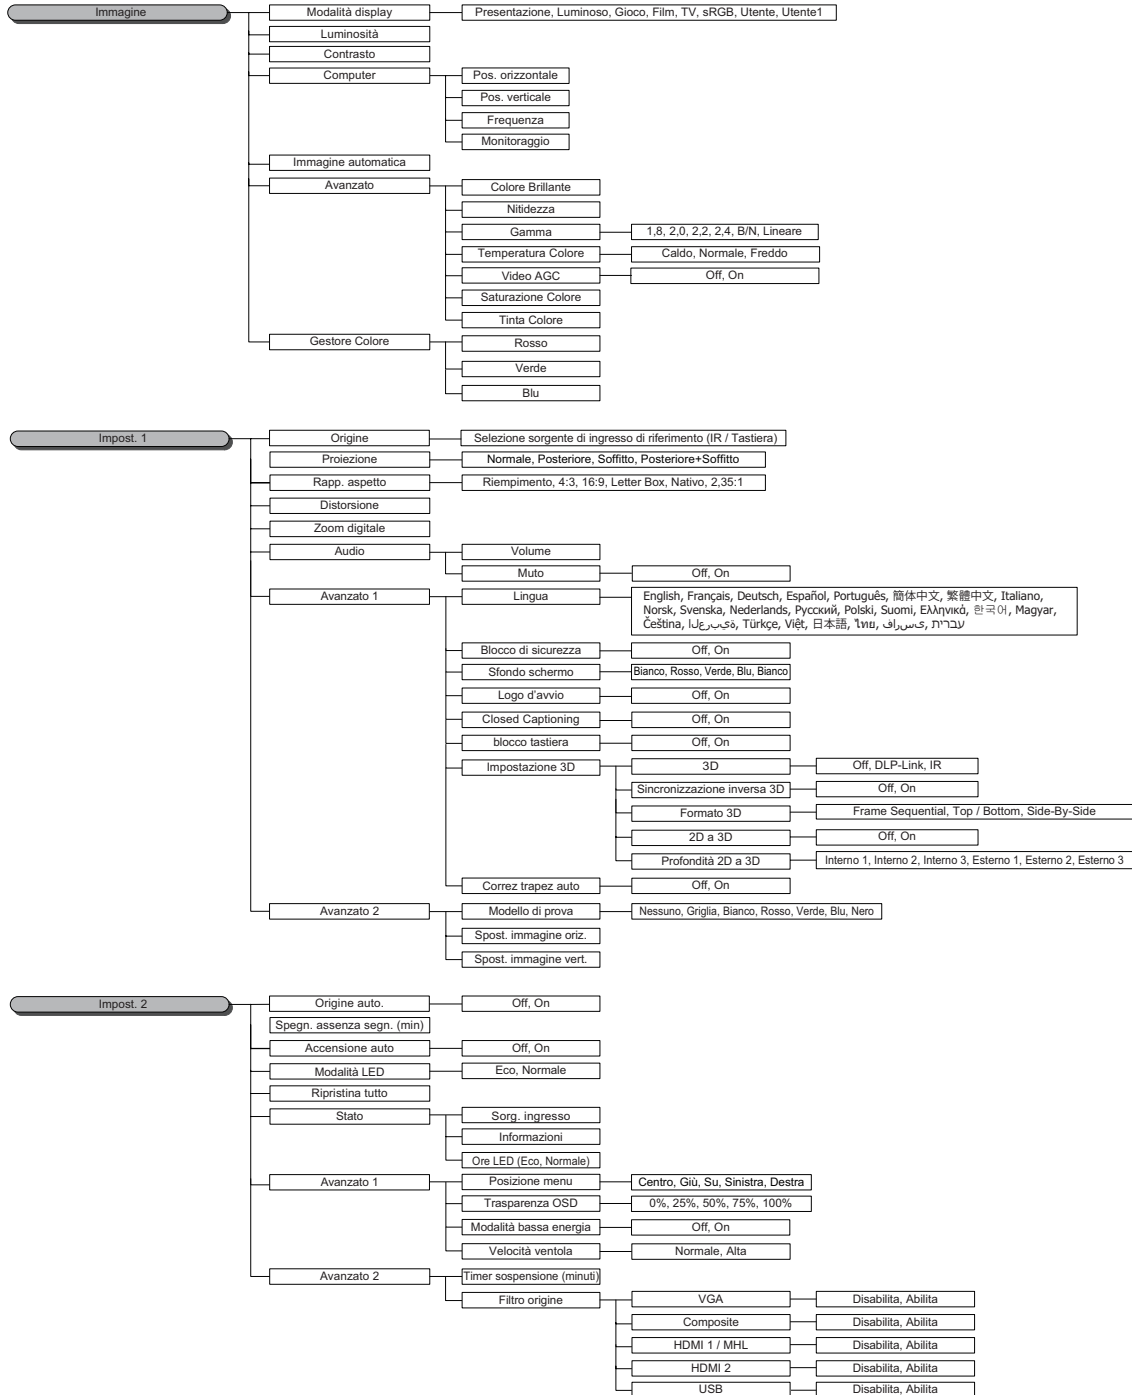 Immagine
Modalità display
Presentazione, Luminoso, Gioco, Film, TV, sRGB, Utente, Utente1
Luminosità
Contrasto
Computer
Pos. orizzontale
Pos. verticale
Frequenza
Monitoraggio
Immagine automatica
Avanzato
Colore Brillante
Nitidezza
Gamma
1,8, 2,0, 2,2, 2,4, B/N, Lineare
Temperatura Colore
Caldo, Normale, Freddo
Video AGC
Off, On
Saturazione Colore
Tinta Colore
Gestore Colore
Rosso
Verde
Blu
Impost. 1
Origine
Selezione sorgente di ingresso di riferimento (IR / Tastiera)
Proiezione
Normale, Posteriore, Soffitto, Posteriore+Soffitto
Rapp. aspetto
Riempimento, 4:3, 16:9, Letter Box, Nativo, 2,35:1
Distorsione
Zoom digitale
Audio
Volume
Muto
Off, On
Avanzato 1
Lingua
English, Français, Deutsch, Español, Português, 簡体中文, 繁體中文, Italiano,
Norsk, Svenska, Nederlands, Русский, Polski, Suomi, Ελληνικά, 한국어, Magyar,
Čeština, ةيبرعلا, Türkçe, Việt, 日本語, ไทย, یسراف, עברית
Blocco di sicurezza
Off, On
Sfondo schermo
Bianco, Rosso, Verde, Blu, Bianco
Logo d'avvio
Off, On
Closed Captioning
Off, On
blocco tastiera
Off, On
Impostazione 3D
3D
Off, DLP-Link, IR
Sincronizzazione inversa 3D
Off, On
Formato 3D
Frame Sequential, Top / Bottom, Side-By-Side
2D a 3D
Off, On
Profondità 2D a 3D
Interno 1, Interno 2, Interno 3, Esterno 1, Esterno 2, Esterno 3
Correz trapez auto
Off, On
Avanzato 2
Modello di prova
Nessuno, Griglia, Bianco, Rosso, Verde, Blu, Nero
Spost. immagine oriz.
Spost. immagine vert.
Impost. 2
Origine auto.
Off, On
Spegn. assenza segn. (min)
Accensione auto
Off, On
Modalità LED
Eco, Normale
Ripristina tutto
Stato
Sorg. ingresso
Informazioni
Ore LED (Eco, Normale)
Avanzato 1
Posizione menu
Centro, Giù, Su, Sinistra, Destra
Trasparenza OSD
0%, 25%, 50%, 75%, 100%
Modalità bassa energia
Off, On
Velocità ventola
Normale, Alta
Avanzato 2
Timer sospensione (minuti)
Filtro origine
VGA
Disabilita, Abilita
Composite
Disabilita, Abilita
HDMI 1 / MHL
Disabilita, Abilita
HDMI 2
Disabilita, Abilita
USB
Disabilita, Abilita